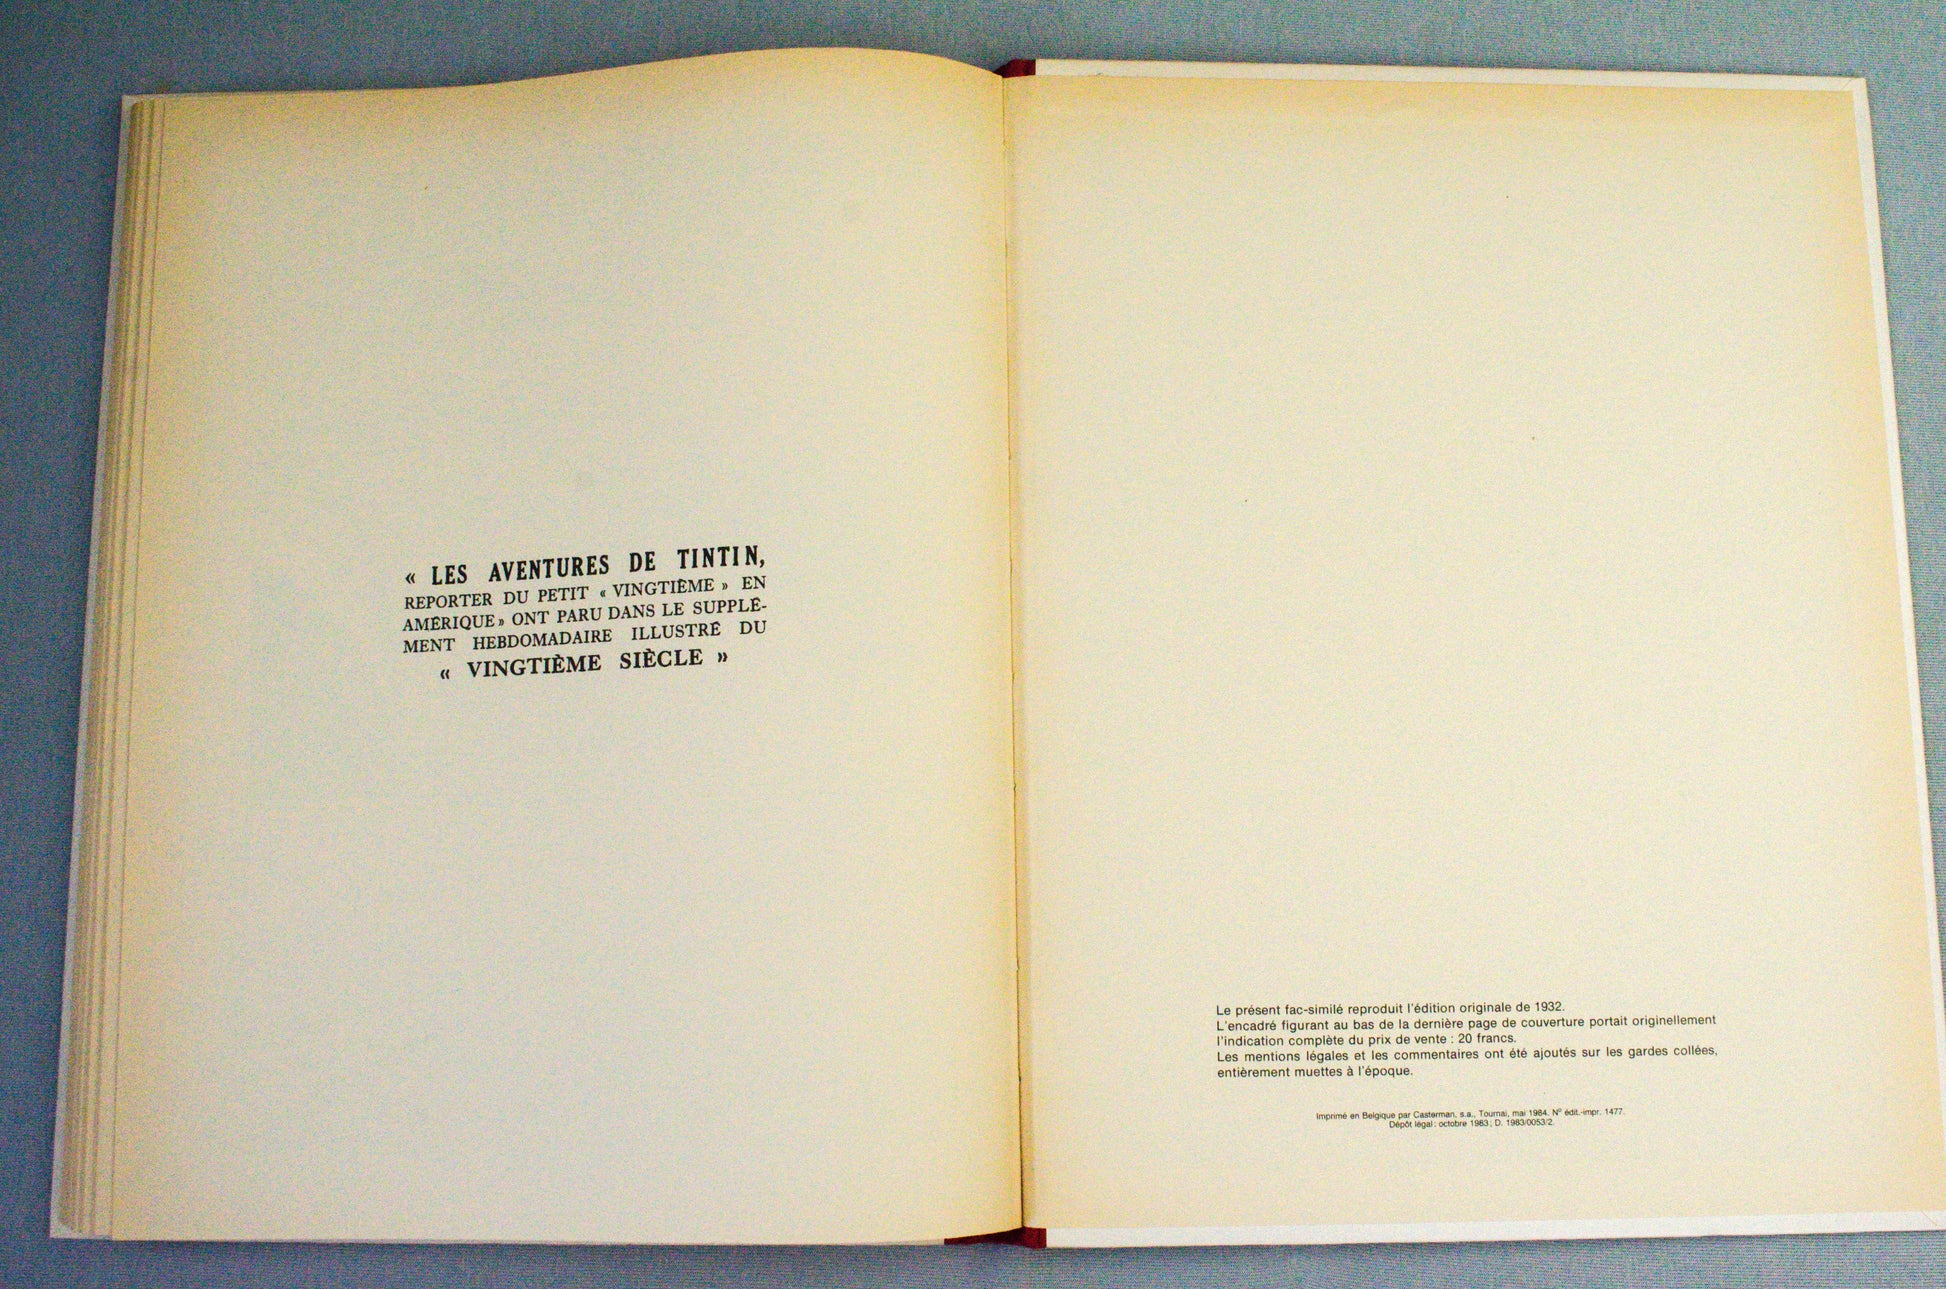 « LES AVENTURES DE TINTIN,
REPORTER DU PETIT « VINGTIÈME » EN
AMÉRIQUE » ONT PARU DANS LE SUPPLÉ-
MENT HEBDOMADAIRE ILLUSTRÉ DU
« VINGTIÈME SIÈCLE »
Le présent fac-similé reproduit l'édition originale de 1932.
L'encadré figurant au bas de la dernière page de couverture portait originellement
l'indication complète du prix de vente : 20 francs.
Les mentions légales et les commentaires ont été ajoutés sur les gardes collées,
entièrement muettes à l'époque.
Imprimé en Belgique par Casterman, s.a., Tournai, mai 1984. N° édit.-impr. 1477.
Dépôt légal : octobre 1983 ; D. 1983/0053/2.